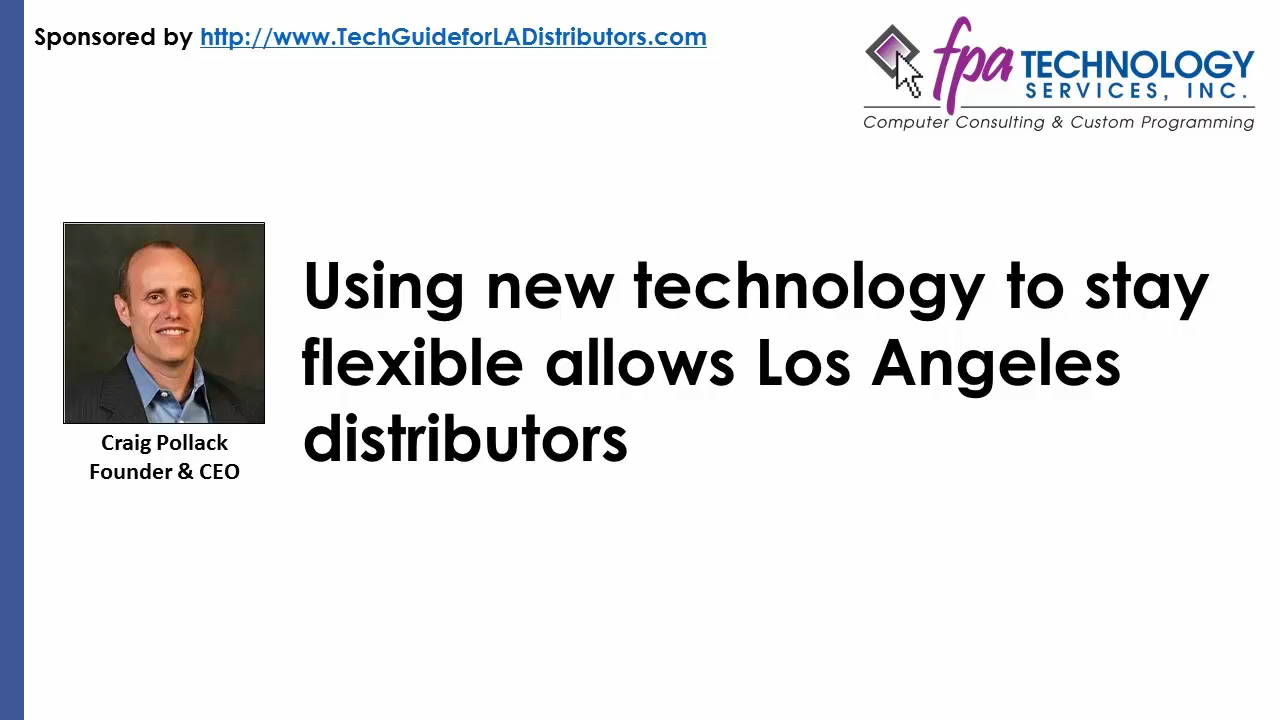 Sponsored by http://www.TechGuideforLADistributors.com
fpa TECHNOLOGY
SERVICES, INC.
Computer Consulting & Custom Programming
Using new technology to stay
flexible allows Los Angeles
distributors
Craig Pollack
Founder & CEO